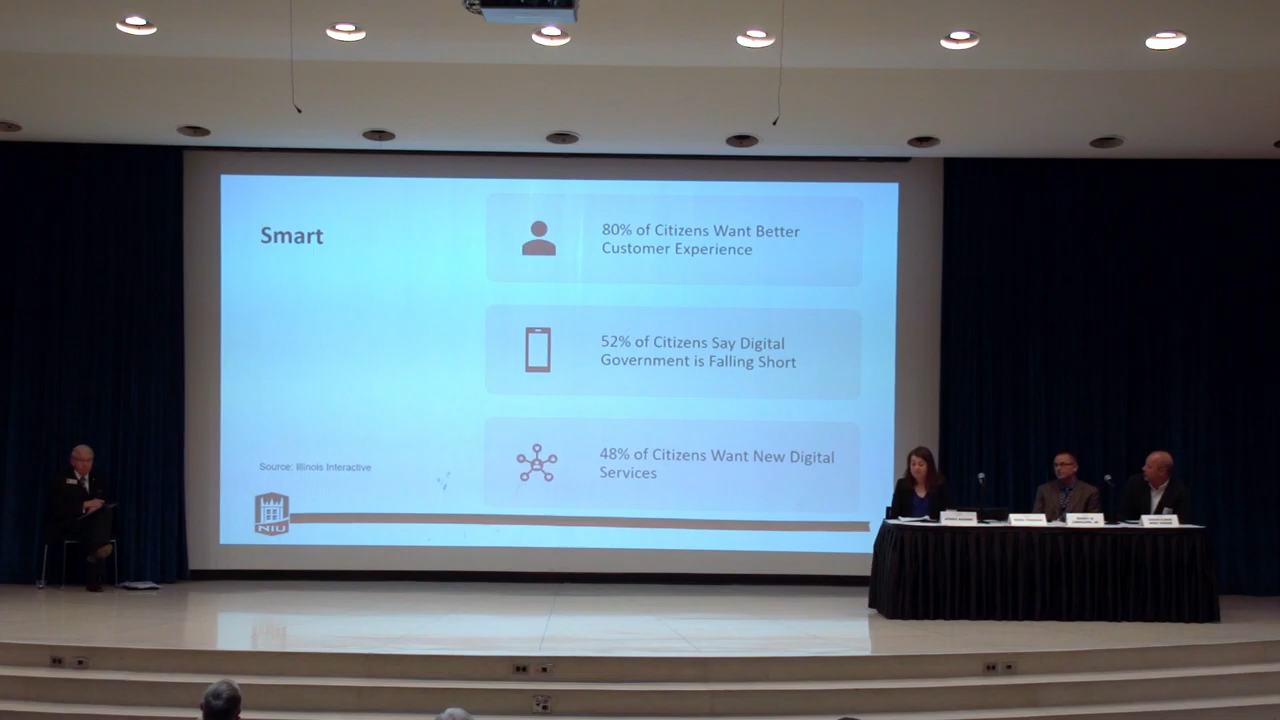 Smart
80% of Citizens Want Better
Customer Experience
52% of Citizens Say Digital
Government is Falling Short
48% of Citizens Want New Digital
Services
Source: Illinois Interactive
NIU